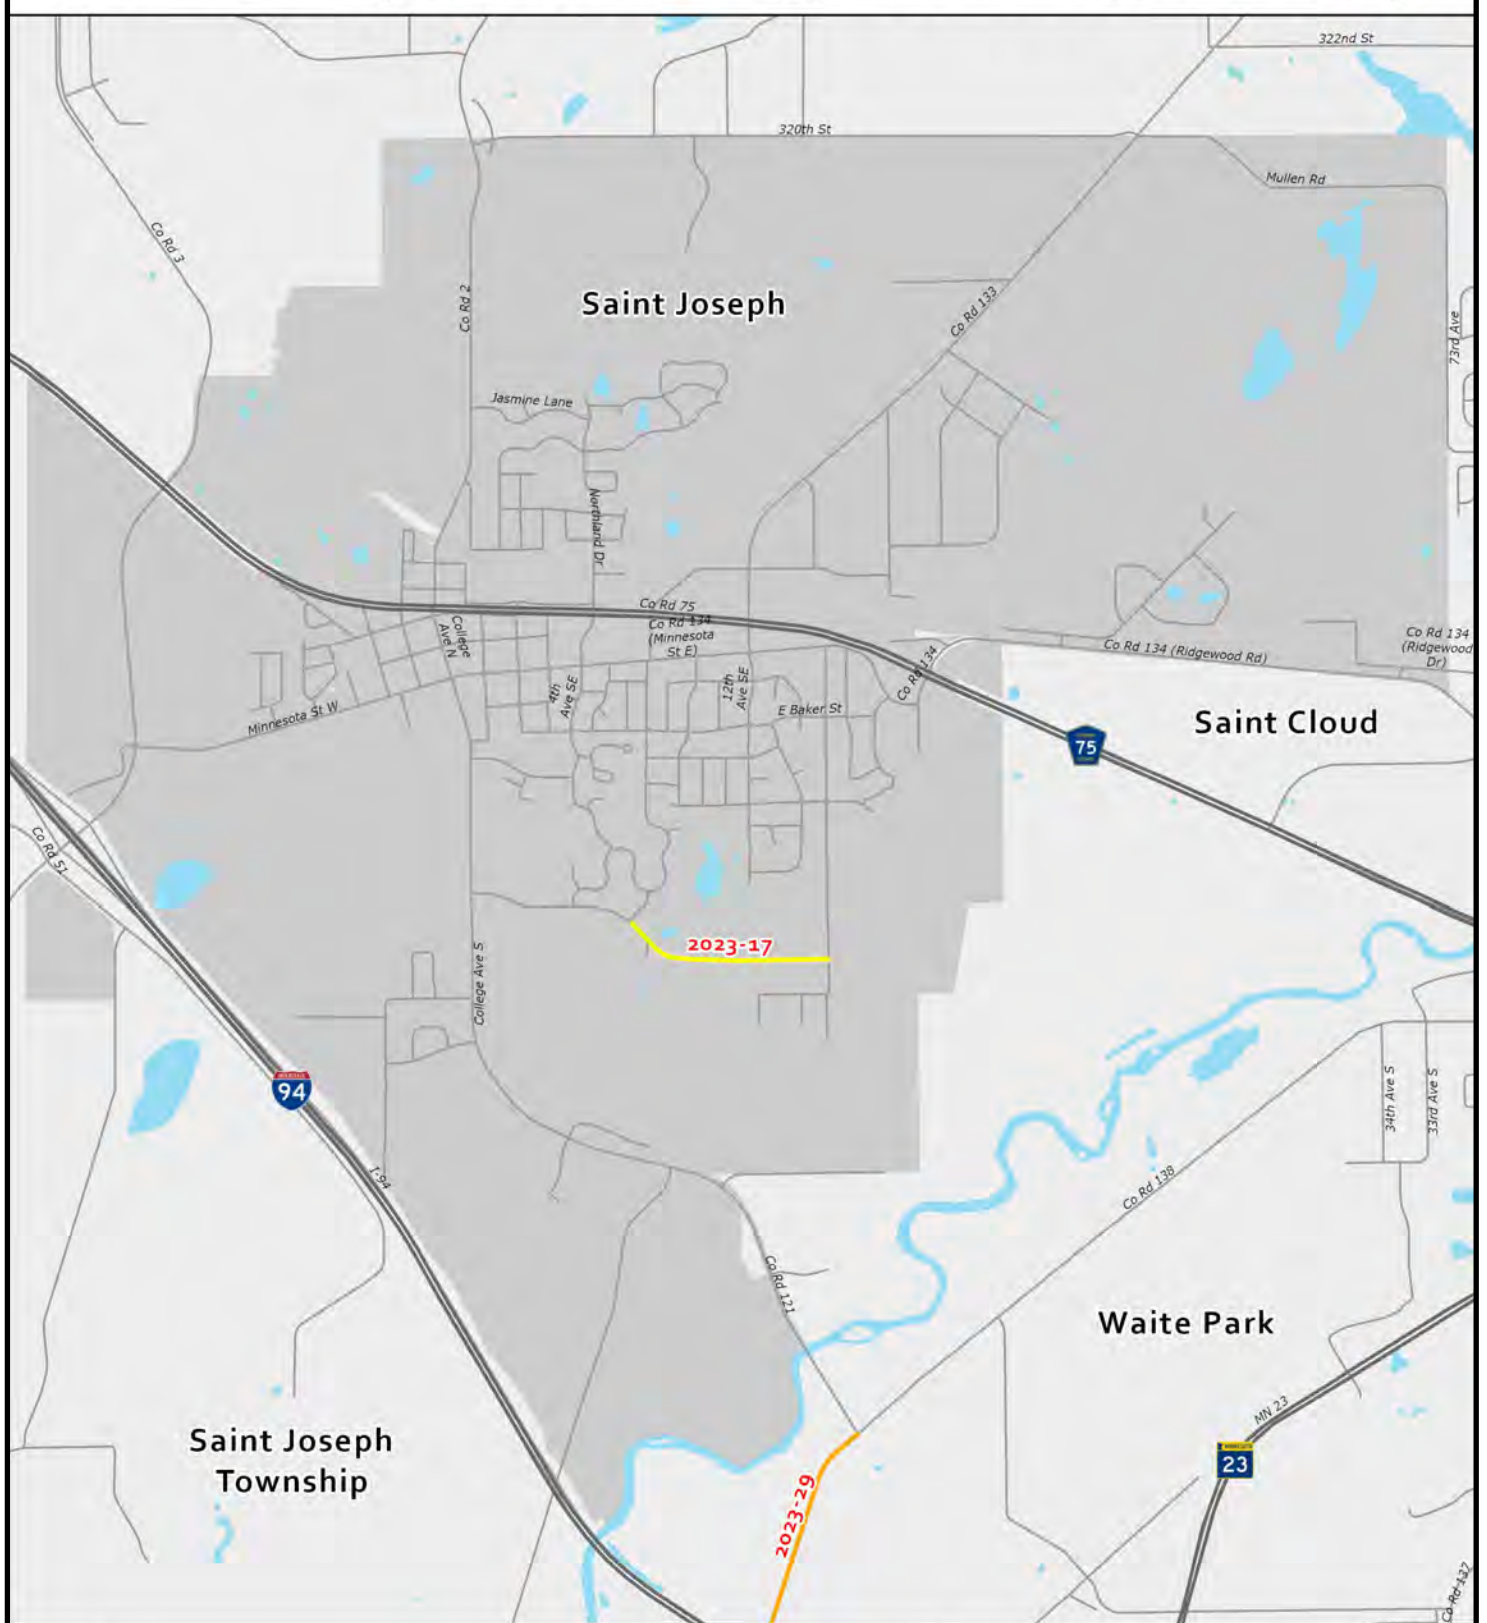 322nd St
320th St
Mullen Rd
Co Rd 3
Co Rd 2
Saint Joseph
Co Rd 133
73rd Ave
Jasmine Lane
Northland Dr
Co Rd 75
Co Rd 134
(Minnesota
St E)
College
Ave N
Co Rd 134
(Ridgewood
Dr)
Co Rd 134 (Ridgewood Rd)
Co Rd 134
4th
Ave SE
12th
Ave SE
E Baker St
Minnesota St W
Saint Cloud
75
Co Rd 51
2023-17
College Ave S
94
I-94
34th Ave S
33rd Ave S
Co Rd 138
Co Rd 121
Waite Park
MN 23
23
Saint Joseph
Township
2023-29
Co Rd 137